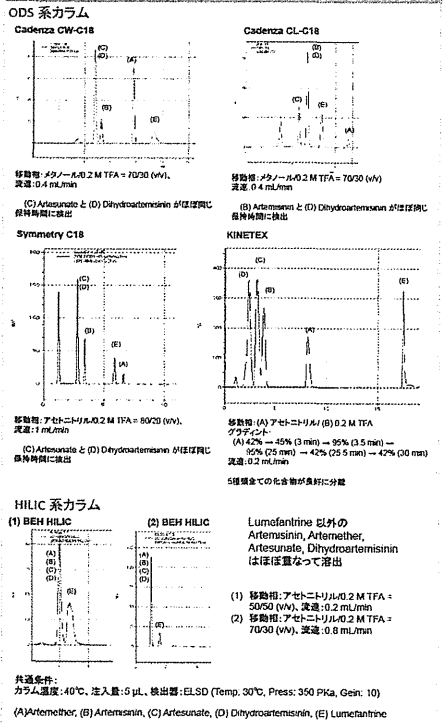 ODS 系カラム
Cadenza CW-C18
Cadenza CL-C18
(C)
(D)
(A)
(B)
(E)
(B)
(D)
(C)
(E)
(A)
移動相:メタノール/0.2 M TFA = 70/30 (v/v)、
流速:0.4 mL/min
移動相:メタノール/0.2 M TFA = 70/30 (v/v)
流速:0.4 mL/min
(C) Artesunate と (D) Dihydroartemisinin がほぼ同じ
保持時間に検出
(B) Artemisinin と (D) Dihydroartemisinin がほぼ同じ
保持時間に検出
Symmetry C18
KINETEX
(C)
(D)
(B)
(E)
(A)
(D)
(C)
(B)
(A)
(E)
移動相:アセトニトリル/0.2 M TFA = 80/20 (v/v)、
流速:1 mL/min
(C) Artesunate と (D) Dihydroartemisinin がほぼ同じ
保持時間に検出
移動相:(A) アセトニトリル/ (B) 0.2 M TFA
グラディント:
(A) 42% → 45% (3 min) → 95% (3.5 min) →
95% (25 min) → 42% (25.5 min) → 42% (30 min)
流速:0.2 mL/min
5種類全ての化合物が良好に分離
HILIC 系カラム
(1) BEH HILIC
(2) BEH HILIC
(A)
(B)
(C)
(D)
(E)
(A)
(B)
(C)
(D)
(E)
Lumefantrine 以外の
Artemisinin, Artemether,
Artesunate, Dihydroartemisinin
はほぼ重なって溶出
(1) 移動相:アセトニトリル/0.2 M TFA =
50/50 (v/v)、流速:0.2 mL/min
(2) 移動相:アセトニトリル/0.2 M TFA =
70/30 (v/v)、流速:0.8 mL/min
共通条件:
カラム温度:40℃、注入量:5 μL、検出器:ELSD (Temp. 30℃, Press: 350 PKa, Gein: 10)
(A)Artemether, (B) Artemisinin, (C) Artesunate, (D) Dihydroartemisinin, (E) Lumefantrine